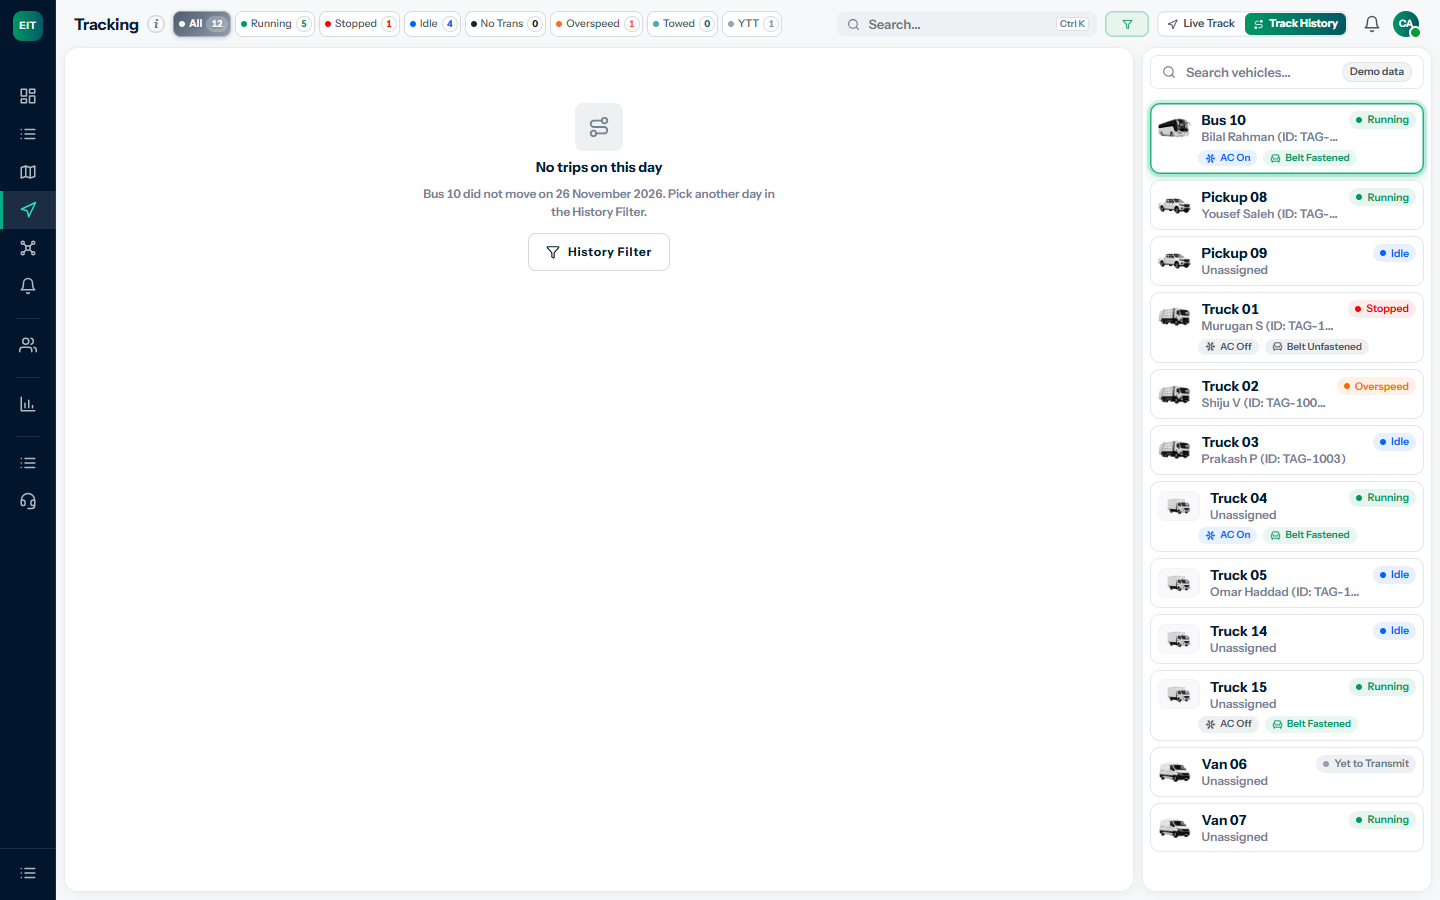 EIT
Tracking
i
All 12
Running 5
Stopped 1
Idle 4
No Trans 0
Overspeed 1
Towed 0
YTT 1
Search...
Ctrl K
Live Track
Track History
CA
No trips on this day
Bus 10 did not move on 26 November 2026. Pick another day in
the History Filter.
History Filter
Search vehicles...
Demo data
Bus 10
Running
Bilal Rahman (ID: TAG-...
AC On
Belt Fastened
Pickup 08
Running
Yousef Saleh (ID: TAG-...
Pickup 09
Idle
Unassigned
Truck 01
Stopped
Murugan S (ID: TAG-1...
AC Off
Belt Unfastened
Truck 02
Overspeed
Shiju V (ID: TAG-100...
Truck 03
Idle
Prakash P (ID: TAG-1003)
Truck 04
Running
Unassigned
AC On
Belt Fastened
Truck 05
Idle
Omar Haddad (ID: TAG-1...
Truck 14
Idle
Unassigned
Truck 15
Running
Unassigned
AC Off
Belt Fastened
Van 06
Yet to Transmit
Unassigned
Van 07
Running
Unassigned